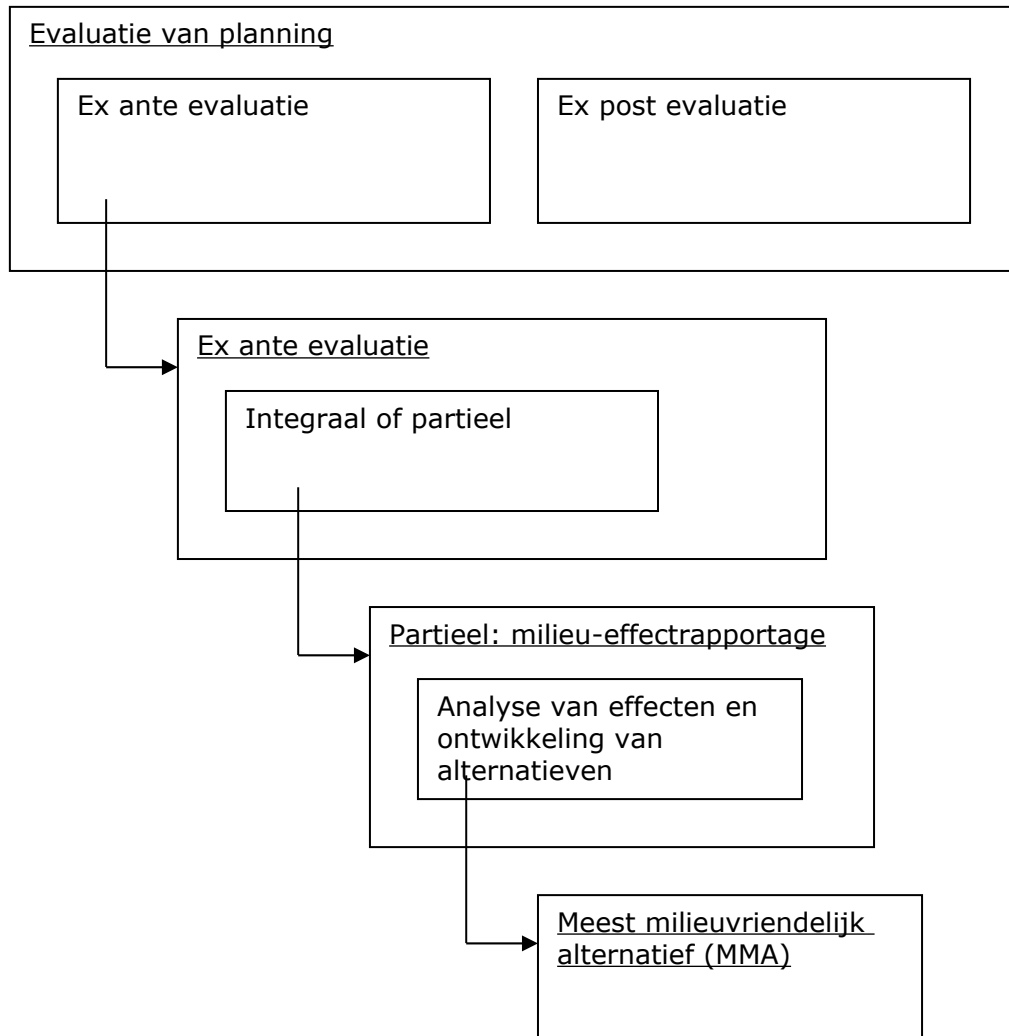 Evaluatie van planning
Ex ante evaluatie
Ex post evaluatie
Ex ante evaluatie
Integraal of partieel
Partieel: milieu-effectrapportage
Analyse van effecten en
ontwikkeling van
alternatieven
Meest milieuvriendelijk
alternatief (MMA)